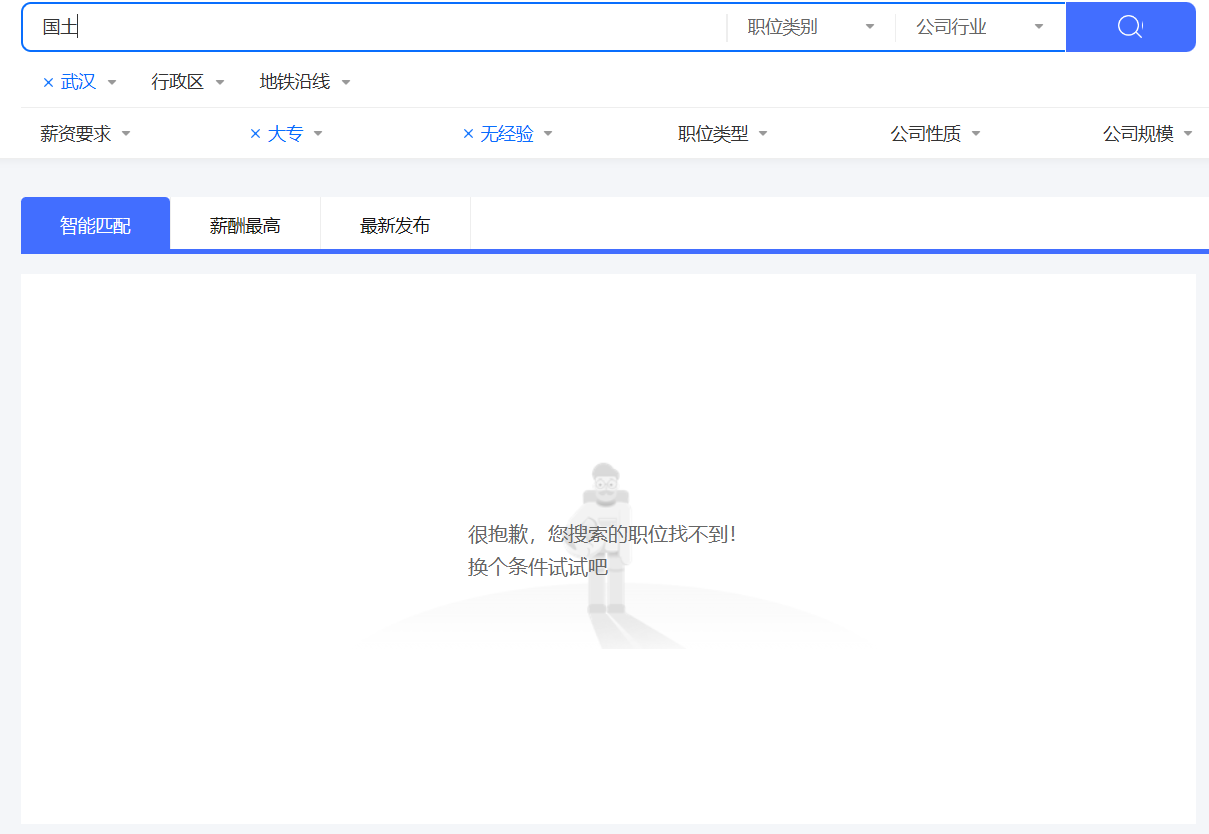 国土 职位类别 公司行业
× 武汉 行政区 地铁沿线
薪资要求 × 大专 × 无经验 职位类型 公司性质 公司规模
智能匹配 薪酬最高 最新发布
很抱歉，您搜索的职位找不到！
换个条件试试吧